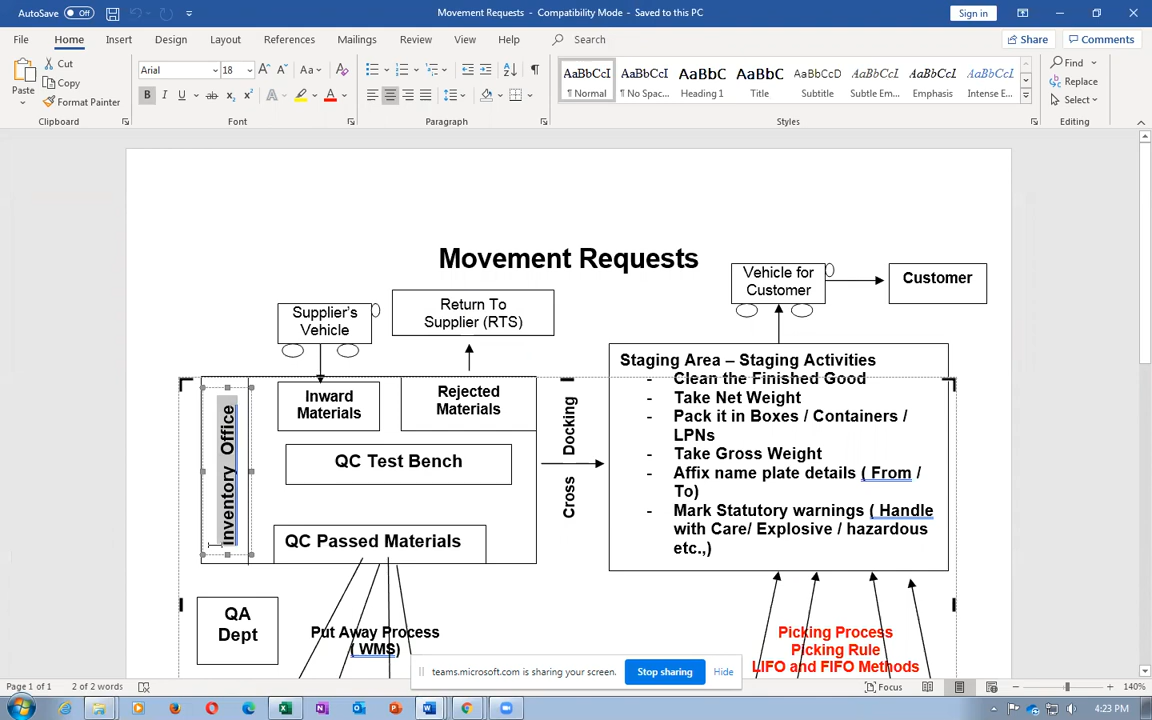 AutoSave
Off
Movement Requests - Compatibility Mode - Saved to this PC
Sign in
File
Home
Insert
Design
Layout
References
Mailings
Review
View
Help
Search
Share
Comments
Paste
Cut
Copy
Format Painter
Clipboard
Arial
18
Font
Paragraph
AaBbCcI
¶ Normal
AaBbCcI
¶ No Spac...
AaBbC
Heading 1
AaBbC
Title
AaBbCcD
Subtitle
AaBbCcI
Subtle Em...
AaBbCcI
Emphasis
AaBbCcI
Intense E...
Styles
Find
Replace
Select
Editing
Movement Requests
Supplier's
Vehicle
Return To
Supplier (RTS)
Vehicle for
Customer
Customer
Inventory Office
Inward
Materials
Rejected
Materials
QC Test Bench
QC Passed Materials
Cross Docking
Staging Area – Staging Activities
- Clean the Finished Good
- Take Net Weight
- Pack it in Boxes / Containers /
LPNs
- Take Gross Weight
- Affix name plate details ( From /
To)
- Mark Statutory warnings ( Handle
with Care/ Explosive / hazardous
etc.,)
QA
Dept
Put Away Process
( WMS)
Picking Process
Picking Rule
LIFO and FIFO Methods
teams.microsoft.com is sharing your screen.
Stop sharing
Hide
Page 1 of 1
2 of 2 words
Focus
140%
4:23 PM